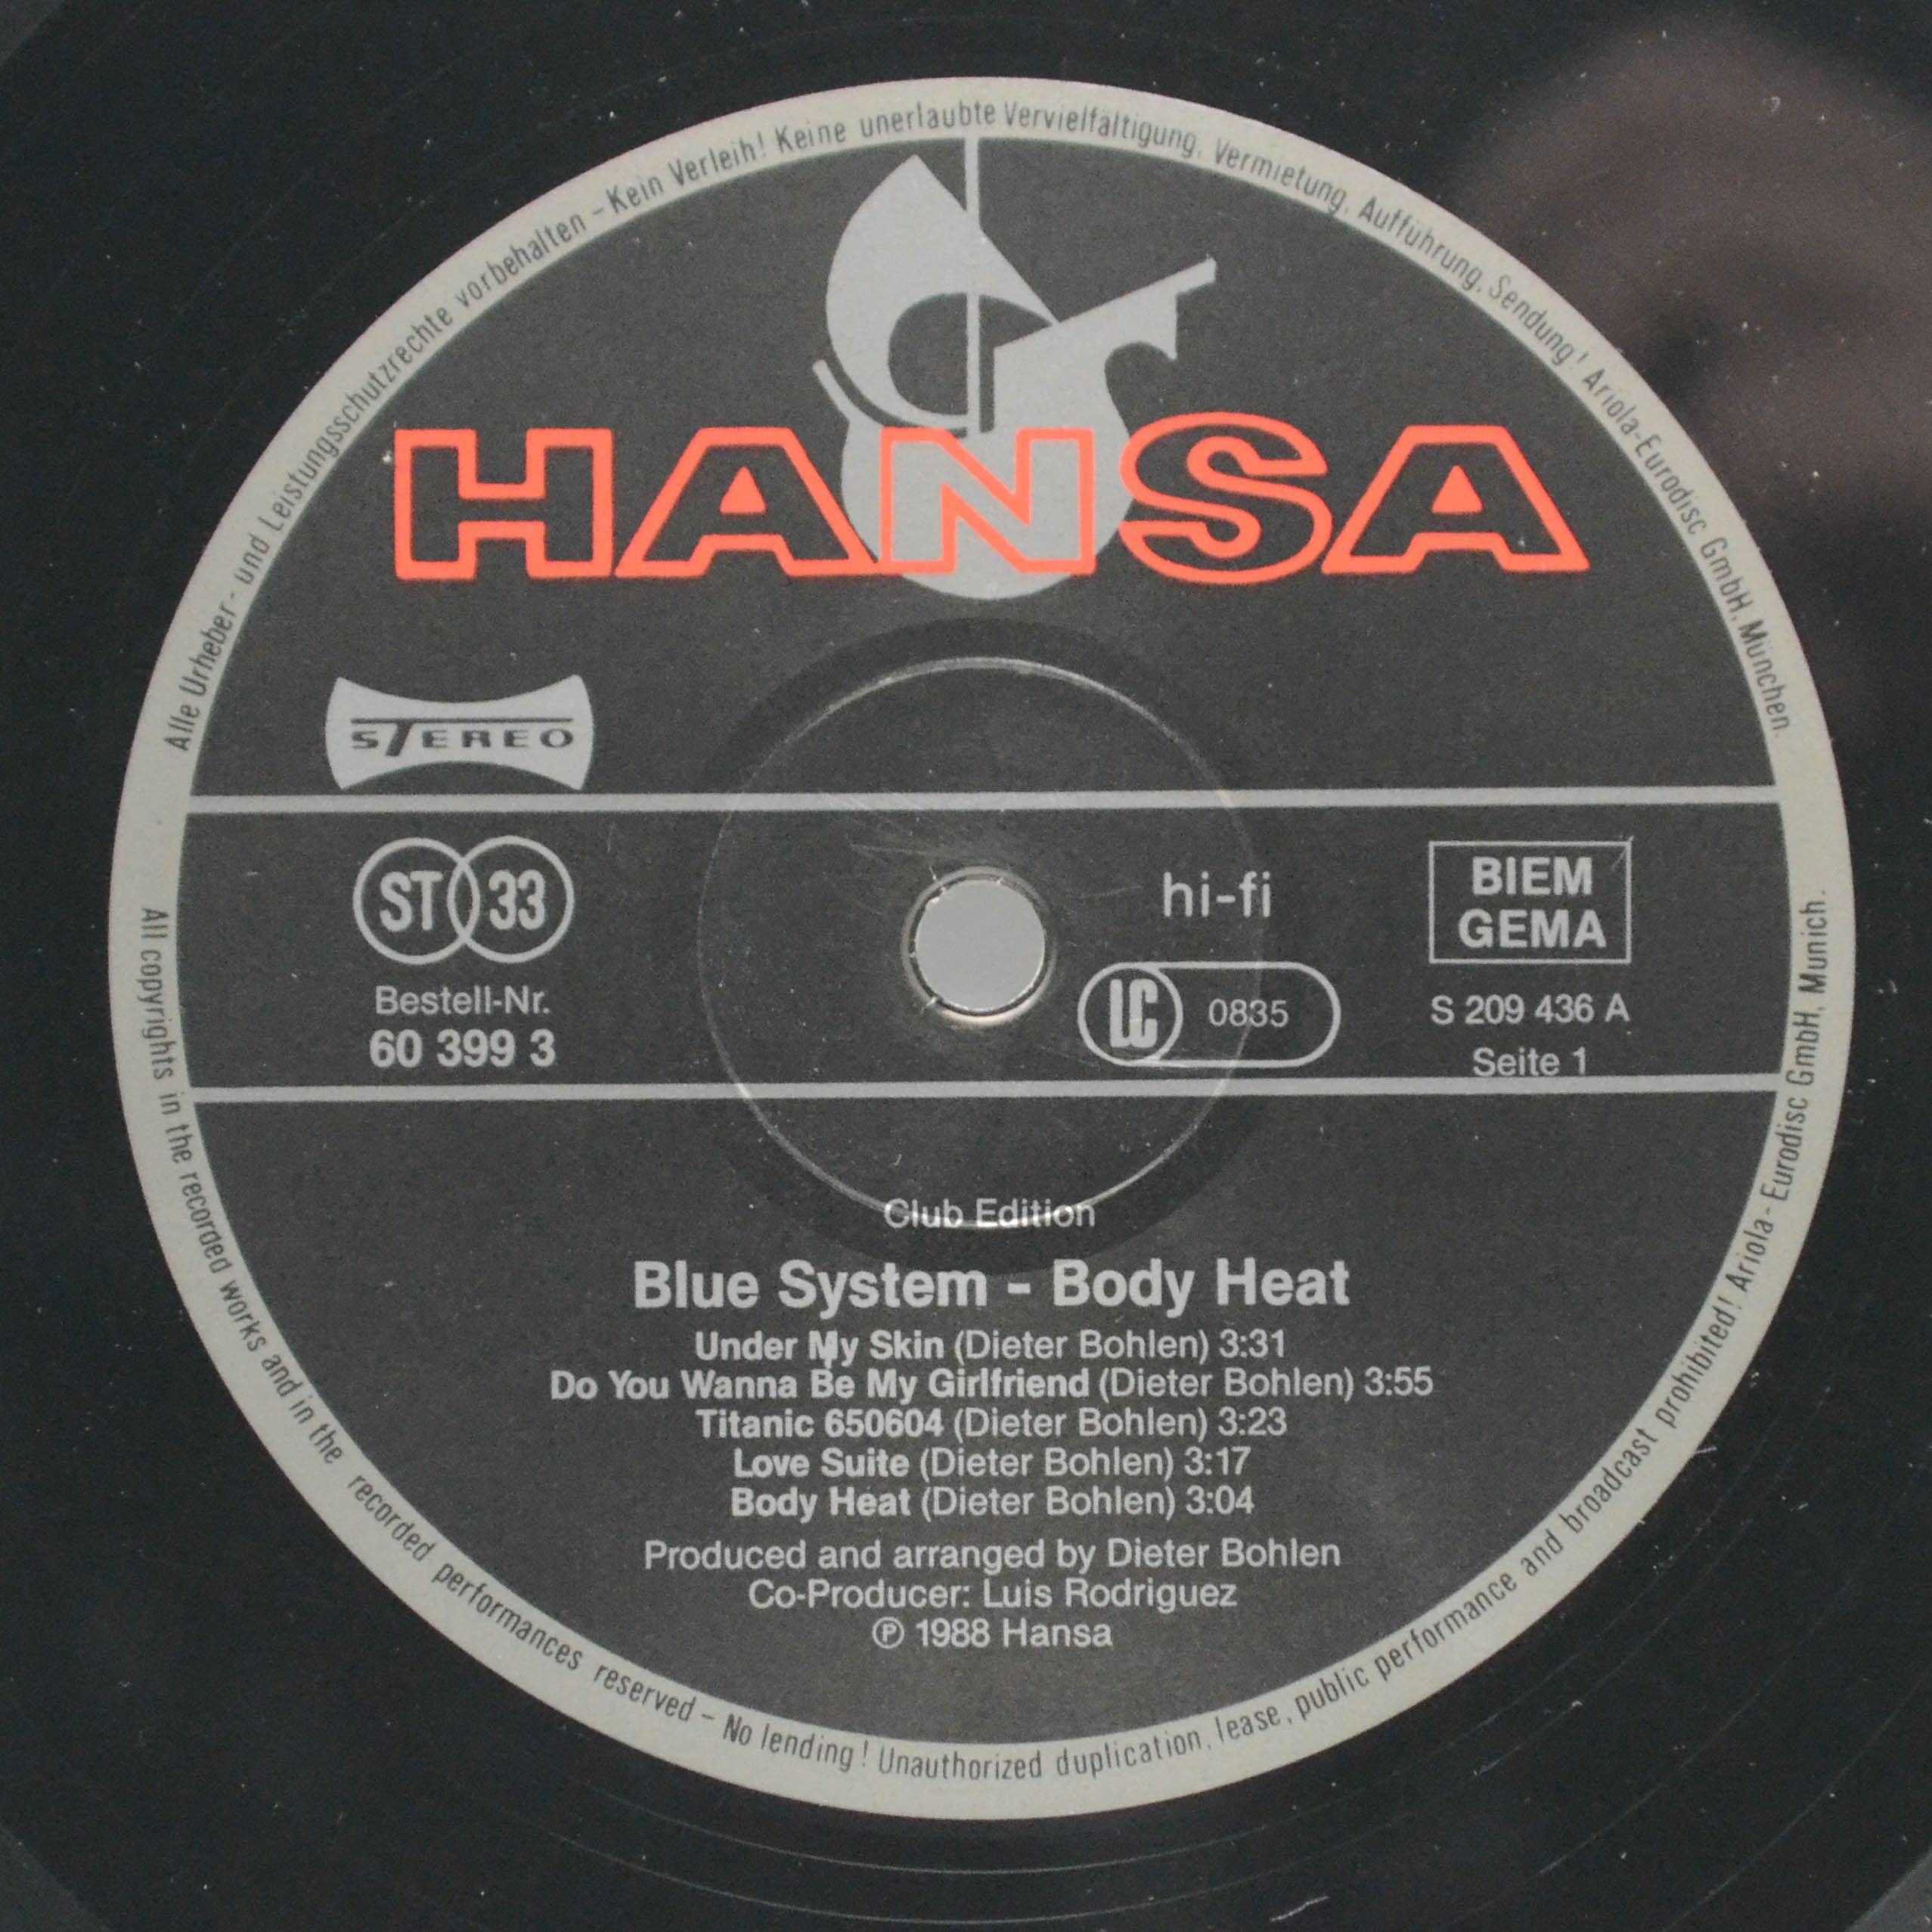 Alle Urheber- und Leistungsschutzrechte vorbehalten - Kein Verleih! Keine unerlaubte Vervielfältigung, Vermietung, Aufführung, Sendung! Ariola-Eurodisc GmbH, München.
HANSA
STEREO
ST 33
hi-fi
BIEM
GEMA
Bestell-Nr.
60 399 3
LC 0835
S 209 436 A
Seite 1
Club Edition
Blue System - Body Heat
Under My Skin (Dieter Bohlen) 3:31
Do You Wanna Be My Girlfriend (Dieter Bohlen) 3:55
Titanic 650604 (Dieter Bohlen) 3:23
Love Suite (Dieter Bohlen) 3:17
Body Heat (Dieter Bohlen) 3:04
Produced and arranged by Dieter Bohlen
Co-Producer: Luis Rodriguez
℗ 1988 Hansa
All copyrights in the recorded works and in the recorded performances reserved - No lending! Unauthorized duplication, lease, public performance and broadcast prohibited! Ariola-Eurodisc GmbH, Munich.